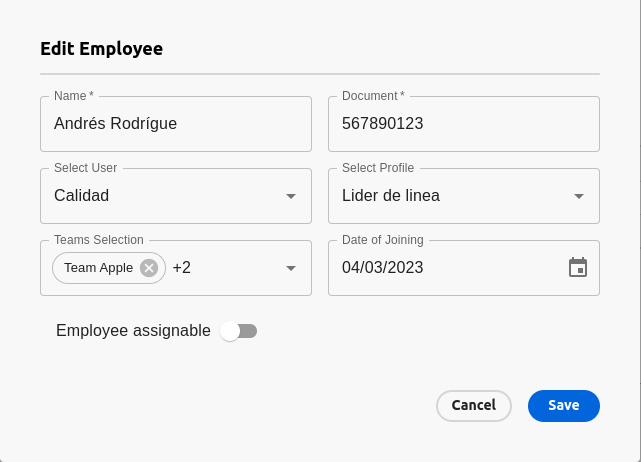 Edit Employee
Name *
Document *
Andrés Rodrígue
567890123
Select User
Select Profile
Calidad
Lider de linea
Teams Selection
Date of Joining
Team Apple +2
04/03/2023
Employee assignable
Cancel
Save